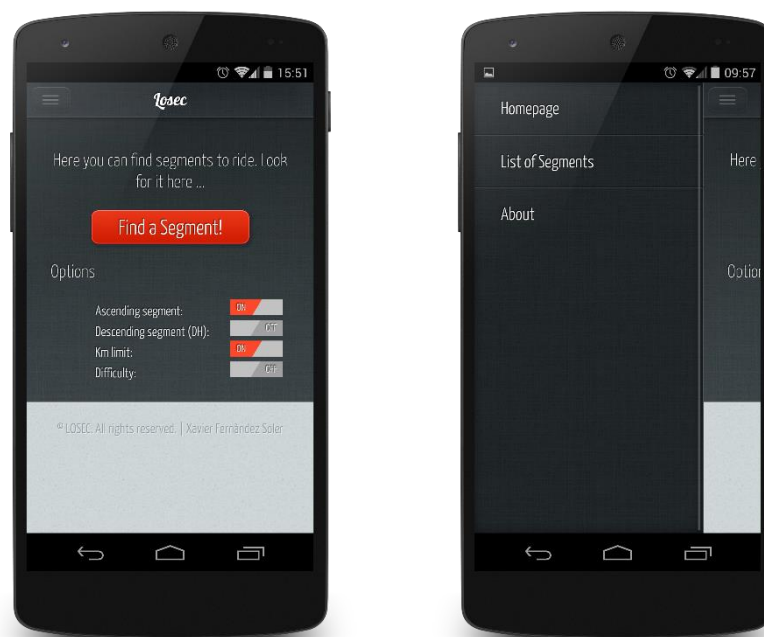 15:51
Losec
Here you can find segments to ride. Look
for it here ...
Find a Segment!
Options
Ascending segment: ON
Descending segment (DH): OFF
Km limit: ON
Difficulty: OFF
© LOSEC. All rights reserved. | Xavier Fernández Soler
09:57
Homepage
List of Segments
About
Here
Option